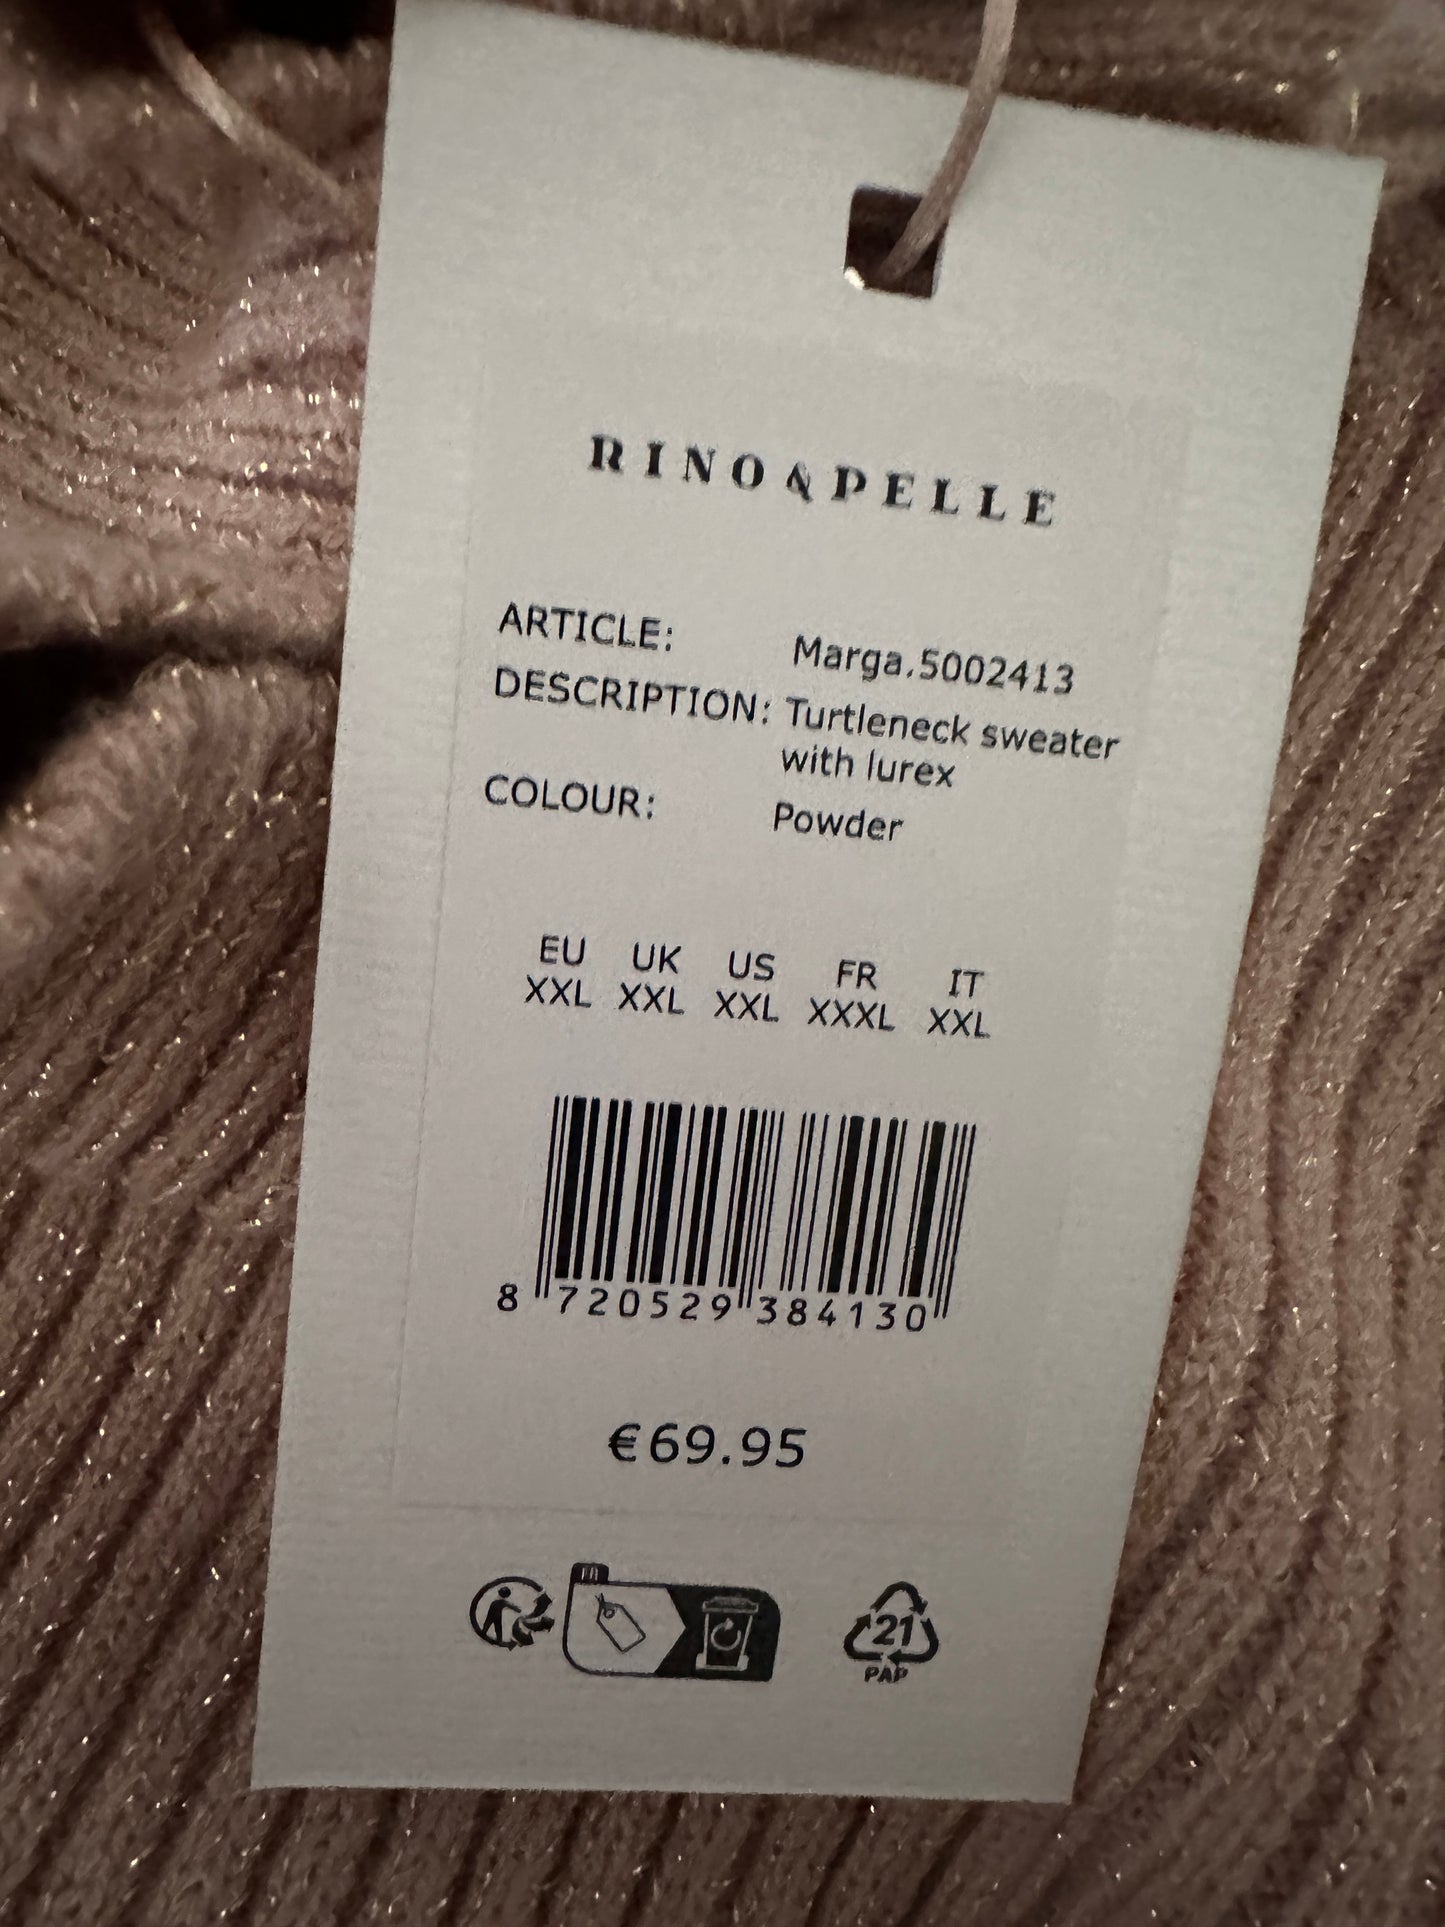 RINO&PELLE
ARTICLE: Marga.5002413
DESCRIPTION: Turtleneck sweater
with lurex
COLOUR: Powder
EU UK US FR IT
XXL XXL XXL XXXL XXL
8 720529 384130
€69.95
FR
21
PAP